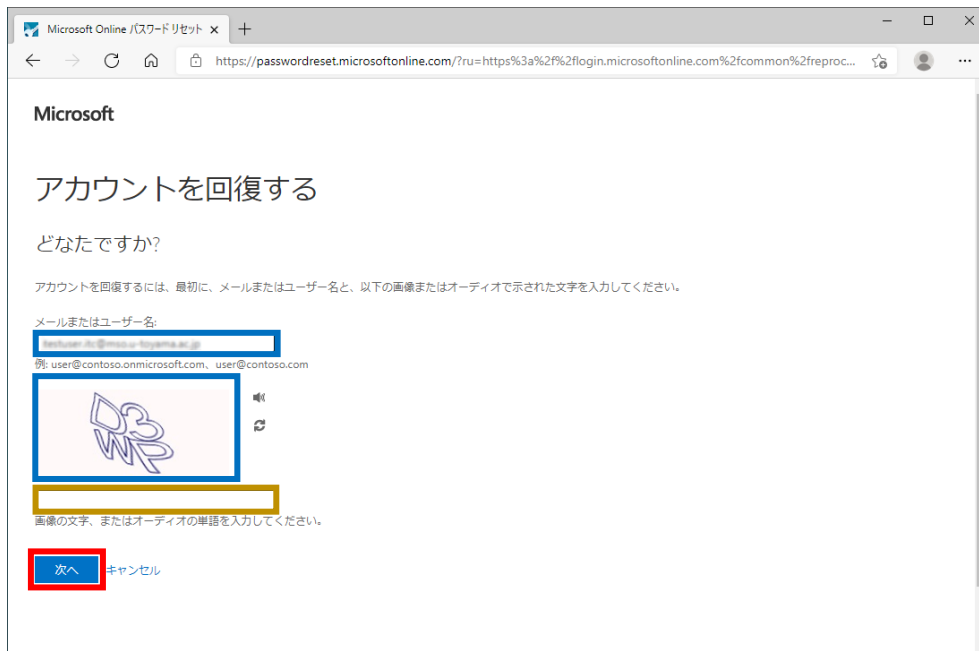 Microsoft Online パスワード リセット
https://passwordreset.microsoftonline.com/?ru=https%3a%2f%2flogin.microsoftonline.com%2fcommon%2freproc...
Microsoft
アカウントを回復する
どなたですか?
アカウントを回復するには、最初に、メールまたはユーザー名と、以下の画像またはオーディオで示された文字を入力してください。
メールまたはユーザー名:
例: user@contoso.onmicrosoft.com、user@contoso.com
画像の文字、またはオーディオの単語を入力してください。
次へ キャンセル